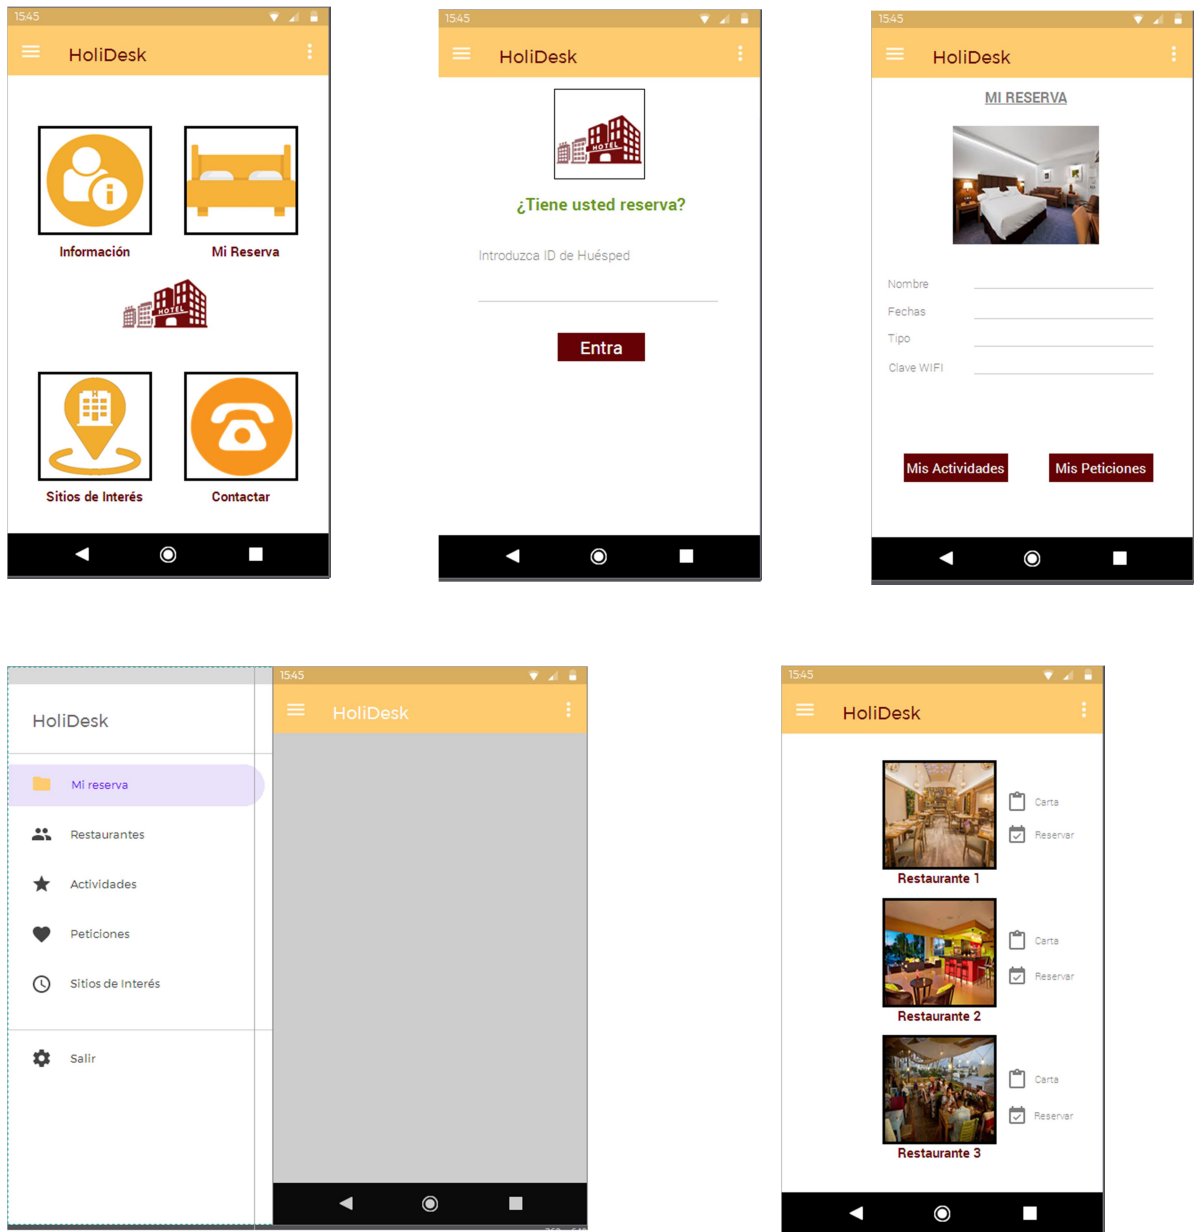 15:45
HoliDesk
Información
Mi Reserva
HOTEL
Sitios de Interés
Contactar
15:45
HoliDesk
HOTEL
¿Tiene usted reserva?
Introduzca ID de Huésped
Entra
15:45
HoliDesk
MI RESERVA
Nombre
Fechas
Tipo
Clave WIFI
Mis Actividades
Mis Peticiones
HoliDesk
Mi reserva
Restaurantes
Actividades
Peticiones
Sitios de Interés
Salir
15:45
HoliDesk
15:45
HoliDesk
Carta
Reservar
Restaurante 1
Carta
Reservar
Restaurante 2
Carta
Reservar
Restaurante 3